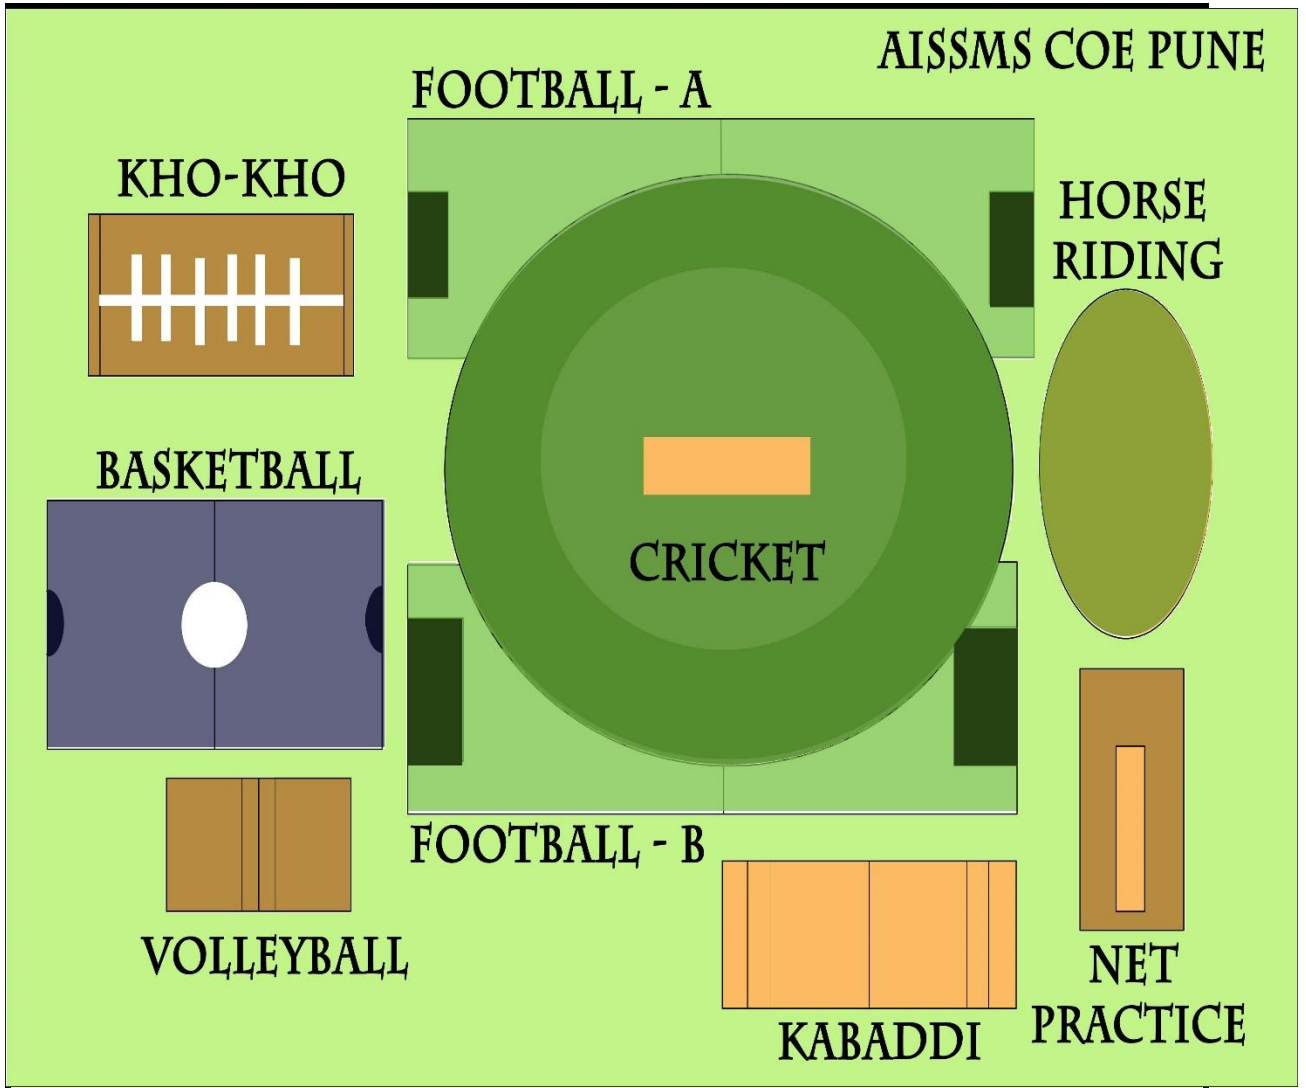 AISSMS COE PUNE
FOOTBALL - A
KHO-KHO
HORSE
RIDING
BASKETBALL
CRICKET
FOOTBALL - B
VOLLEYBALL
NET
PRACTICE
KABADDI